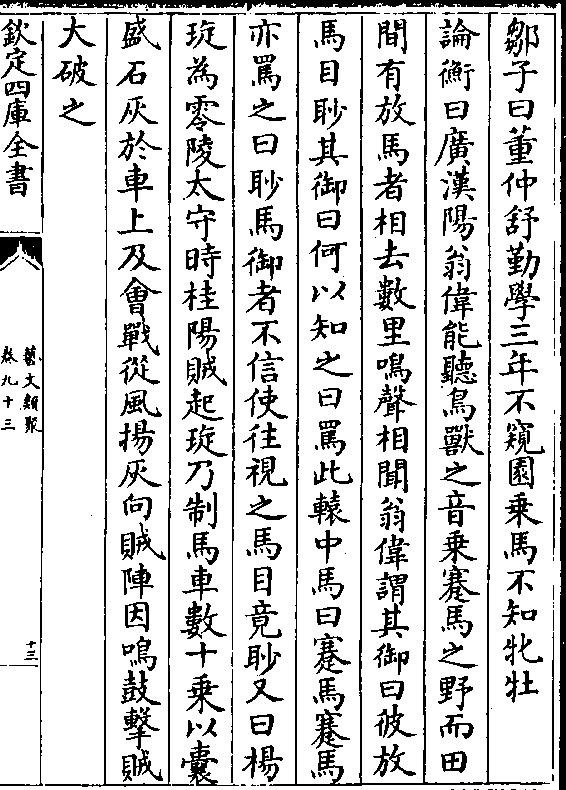 鄒子曰董仲舒勤學三年不窺園乗馬不知牝牡
論衡曰廣漢陽翁偉能聽鳥獸之音乗蹇馬之野而田
間有放馬者相去數里鳴聲相聞翁偉謂其御曰彼放
馬目眇其御曰何以知之曰罵此轅中馬曰蹇馬蹇馬
亦罵之曰眇馬御者不信使往視之馬目竟眇又曰楊
琁為零陵太守時桂陽賊起琁乃制馬車數十乗以囊
盛石灰於車上及會戰從風揚灰向賊陣因鳴鼓擊賊
大破之
欽定四庫全書
藝文類聚
卷九十三
十三